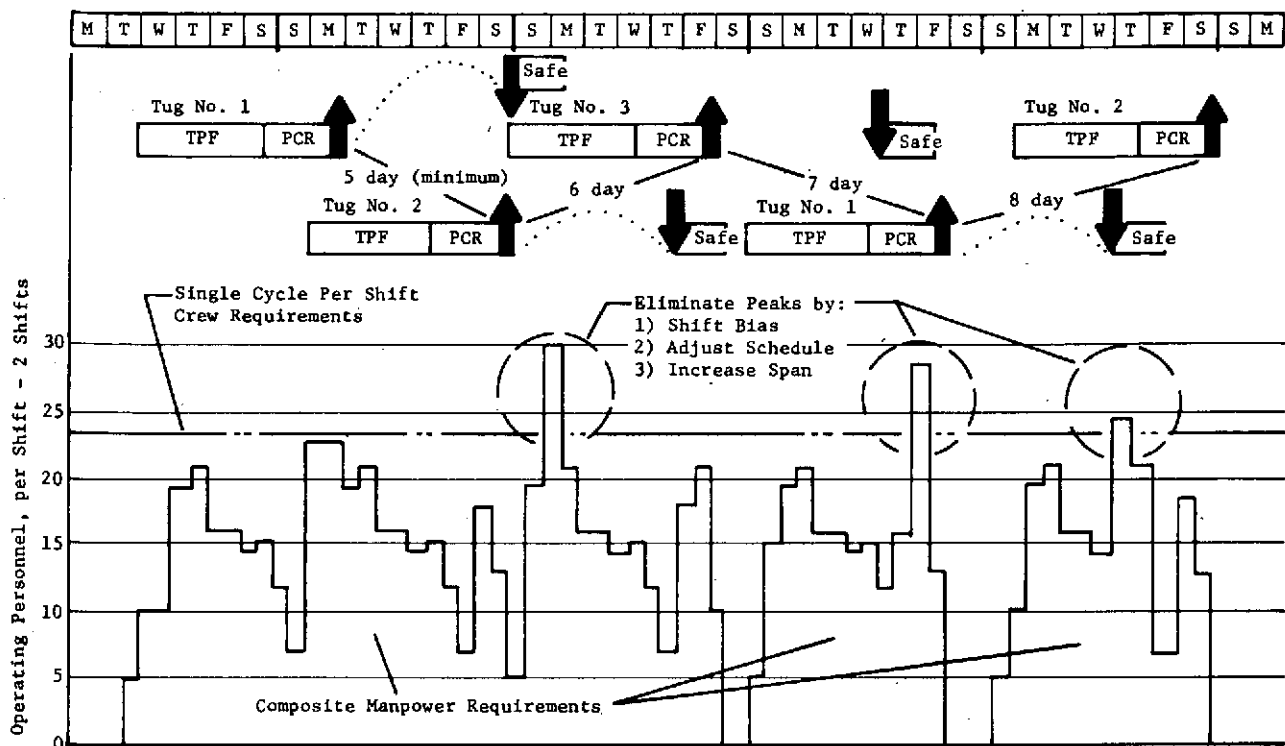 M T W T F S S M T W T F S S M T W T F S S M T W T F S S M T W T F S S M
Safe
Tug No. 1
Tug No. 3
Tug No. 2
TPF
PCR
TPF
PCR
Safe
TPF
PCR
5 day (minimum)
6 day
7 day
8 day
Tug No. 2
Tug No. 1
TPF
PCR
Safe
TPF
PCR
Safe
Single Cycle Per Shift
Crew Requirements
Eliminate Peaks by:
1) Shift Bias
2) Adjust Schedule
3) Increase Span
Operating Personnel, per Shift - 2 Shifts
30
25
20
15
10
5
0
Composite Manpower Requirements